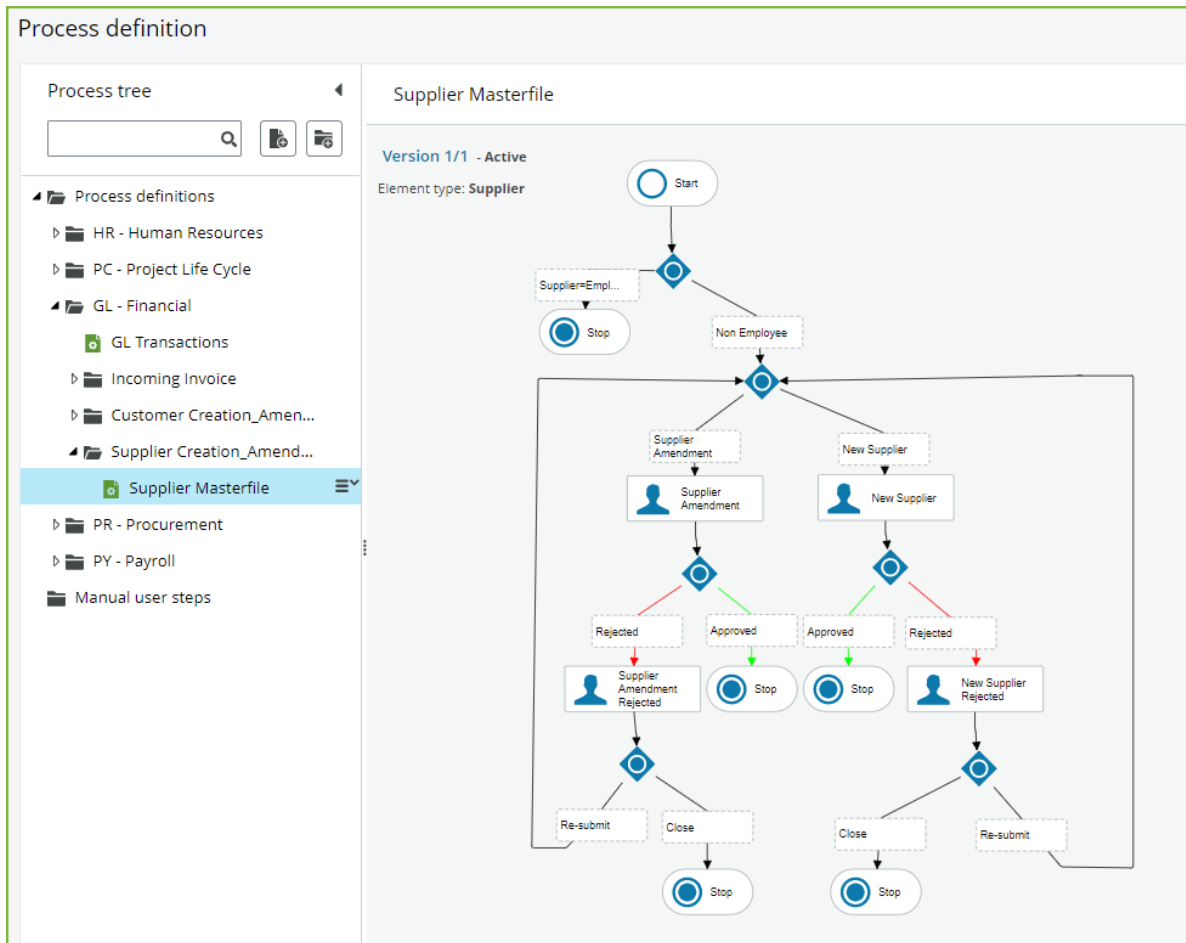 Process definition
Process tree
Supplier Masterfile
Version 1/1 - Active
Element type: Supplier
Process definitions
HR - Human Resources
PC - Project Life Cycle
GL - Financial
GL Transactions
Incoming Invoice
Customer Creation_Amen...
Supplier Creation_Amend...
Supplier Masterfile
PR - Procurement
PY - Payroll
Manual user steps
Start
Supplier=Empl...
Stop
Non Employee
Supplier
Amendment
New Supplier
Supplier
Amendment
New Supplier
Rejected
Approved
Approved
Rejected
Supplier
Amendment
Rejected
Stop
Stop
New Supplier
Rejected
Re-submit
Close
Close
Re-submit
Stop
Stop